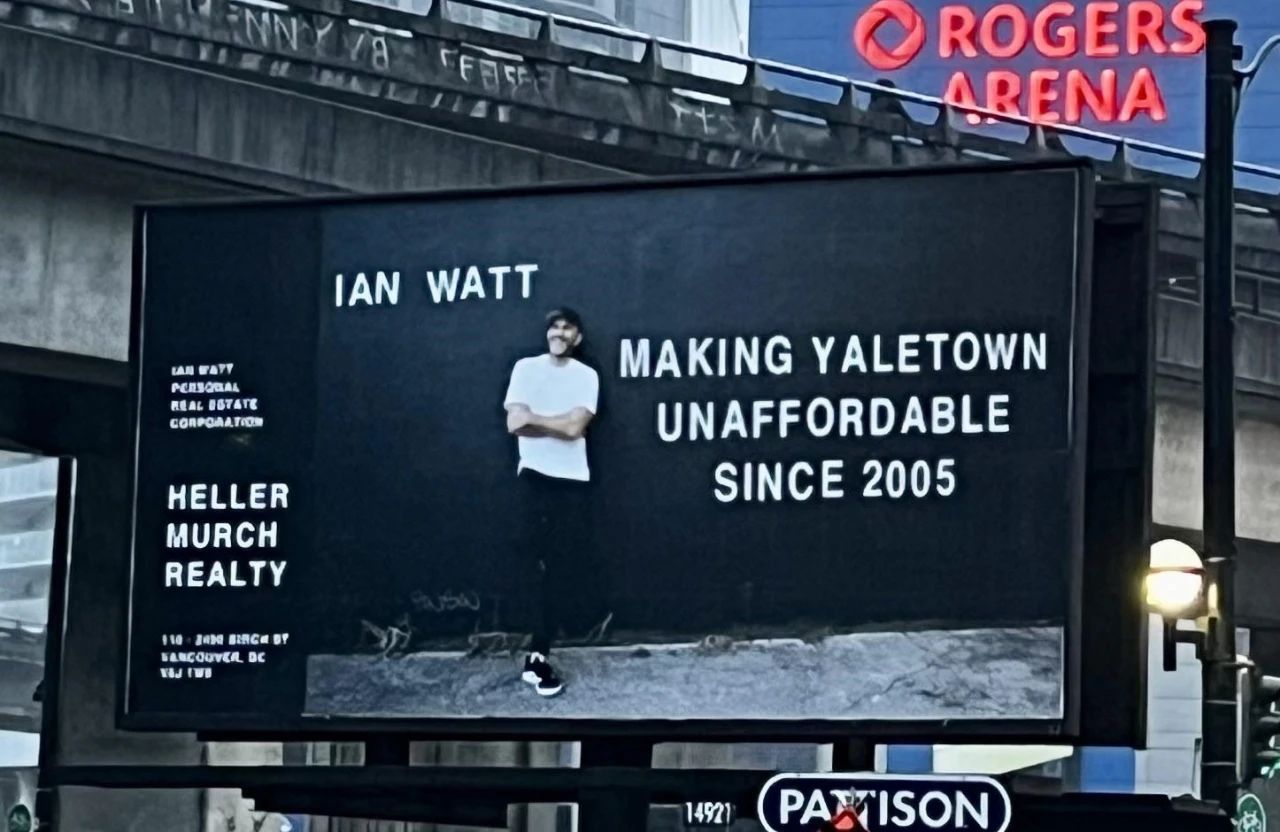 ROGERS
ARENA
IAN WATT
MAKING YALETOWN
UNAFFORDABLE
SINCE 2005
IAN WATT
PERSONAL
REAL ESTATE
CORPORATION
HELLER
MURCH
REALTY
VANCOUVER, BC
14921
PATTISON